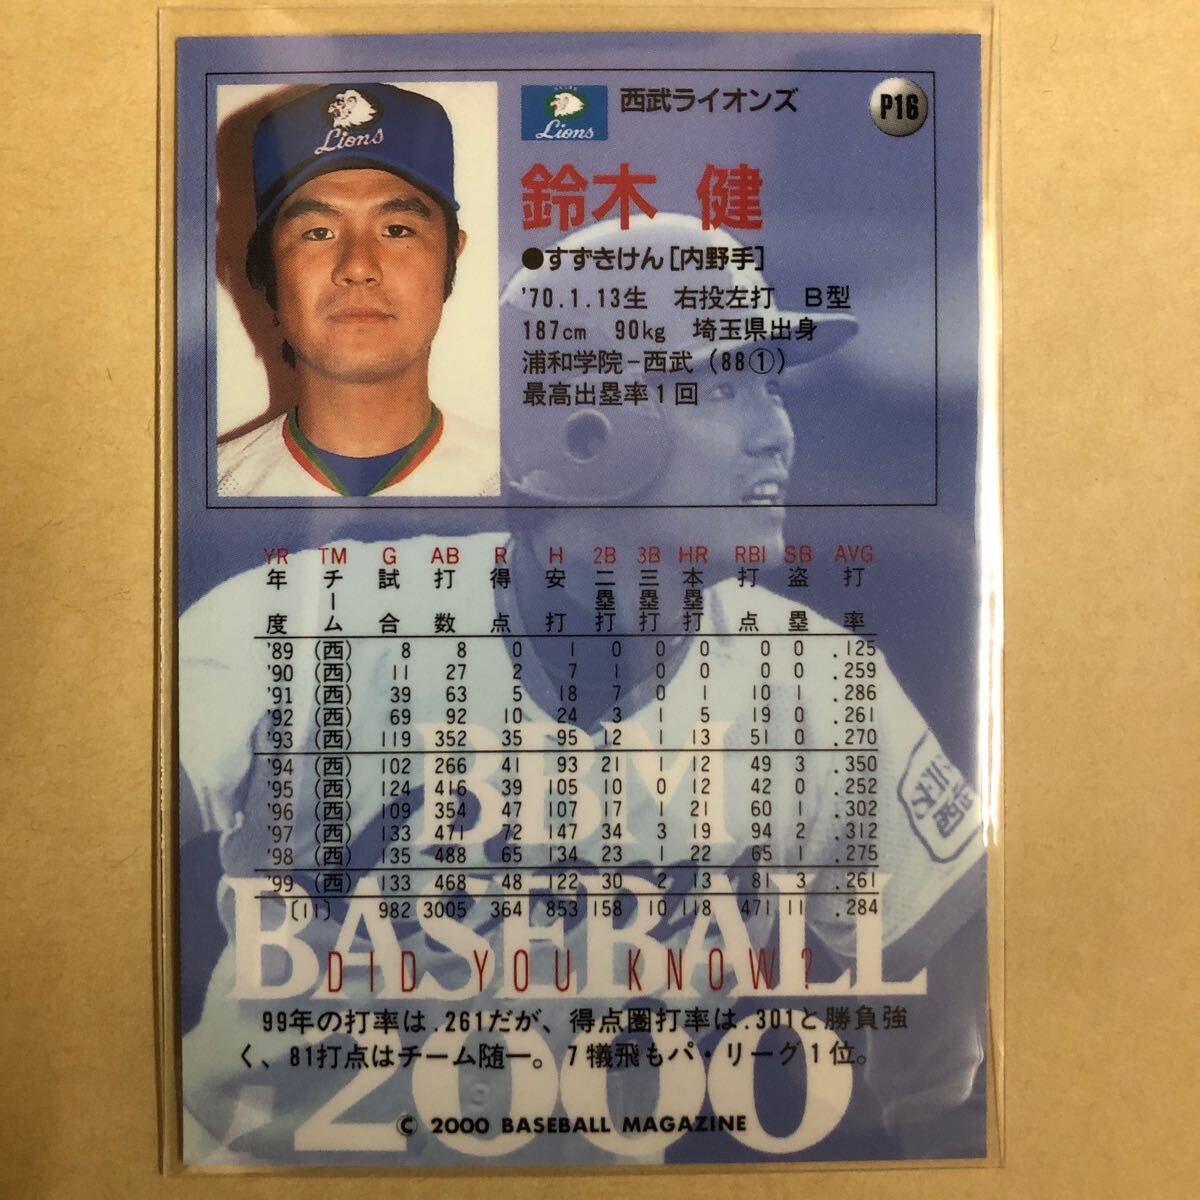 Lions
Lions
西武ライオンズ
P16
鈴木 健
●すずきけん[内野手]
'70.1.13生 右投左打 B型
187cm 90kg 埼玉県出身
浦和学院-西武(88①)
最高出塁率1回
YR TM G AB R H 2B 3B HR RBI SB AVG
年度 チーム 試合 打数 得点 安打 二塁打 三塁打 本塁打 打点 盗塁 打率
'89 (西) 8 8 0 1 0 0 0 0 0 .125
'90 (西) 11 27 2 7 1 0 0 0 0 .259
'91 (西) 39 63 5 18 7 0 1 10 1 .286
'92 (西) 69 92 10 24 3 1 5 19 0 .261
'93 (西) 119 352 35 95 12 1 13 51 0 .270
'94 (西) 102 266 41 93 21 1 12 49 3 .350
'95 (西) 124 416 39 105 10 0 12 42 0 .252
'96 (西) 109 354 47 107 17 1 21 60 1 .302
'97 (西) 133 471 72 147 34 3 19 94 2 .312
'98 (西) 135 488 65 134 23 1 22 65 1 .275
'99 (西) 133 468 48 122 30 2 13 81 3 .261
(11) 982 3005 364 853 158 10 118 471 11 .284
BBM
BASEBALL
2000
DID YOU KNOW?
99年の打率は.261だが、得点圏打率は.301と勝負強
く、81打点はチーム随一。7犠飛もパ・リーグ1位。
© 2000 BASEBALL MAGAZINE